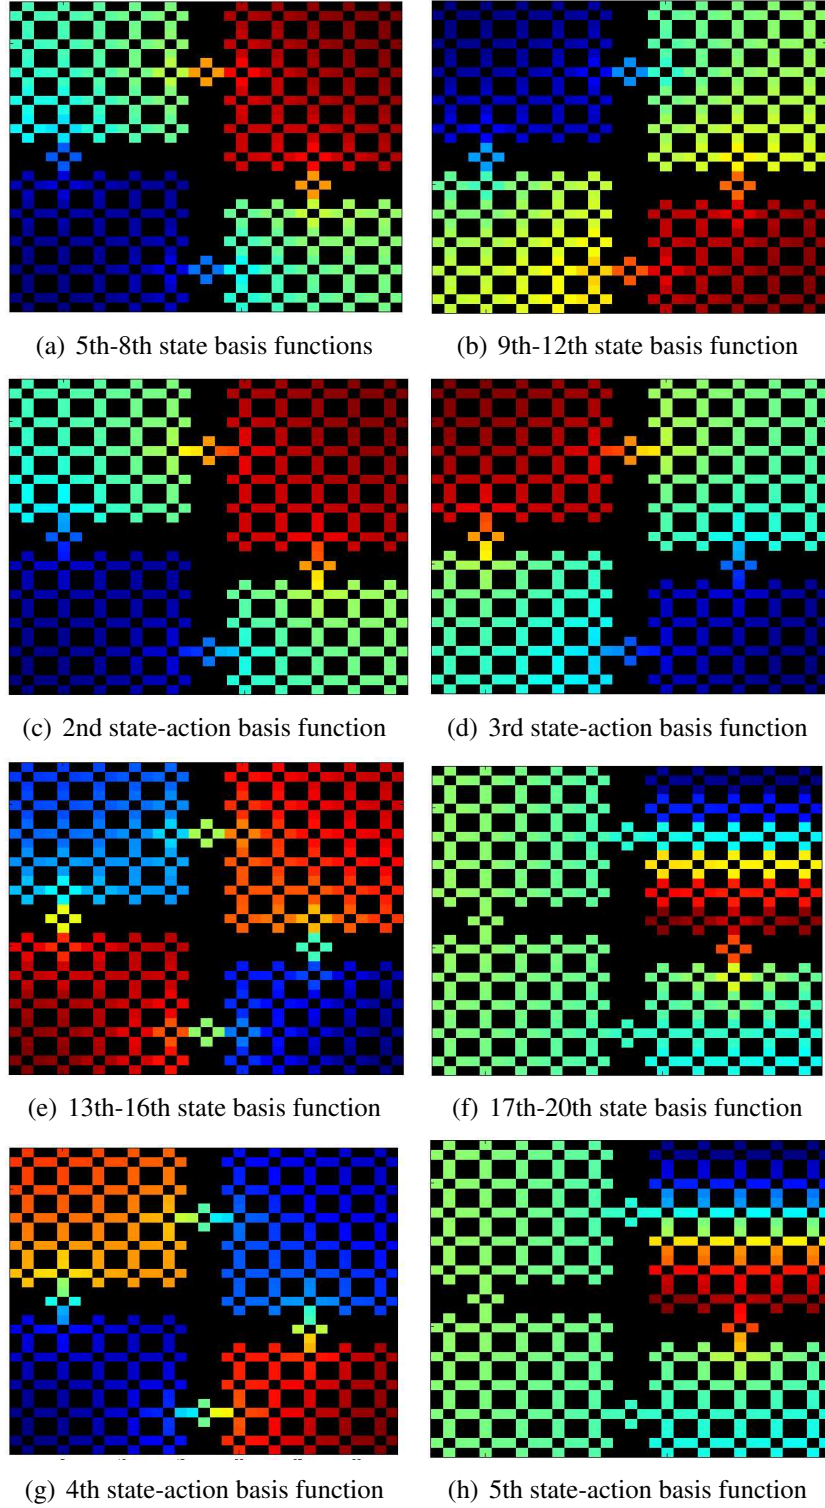 (a) 5th-8th state basis functions
(b) 9th-12th state basis function
(c) 2nd state-action basis function
(d) 3rd state-action basis function
(e) 13th-16th state basis function
(f) 17th-20th state basis function
(g) 4th state-action basis function
(h) 5th state-action basis function